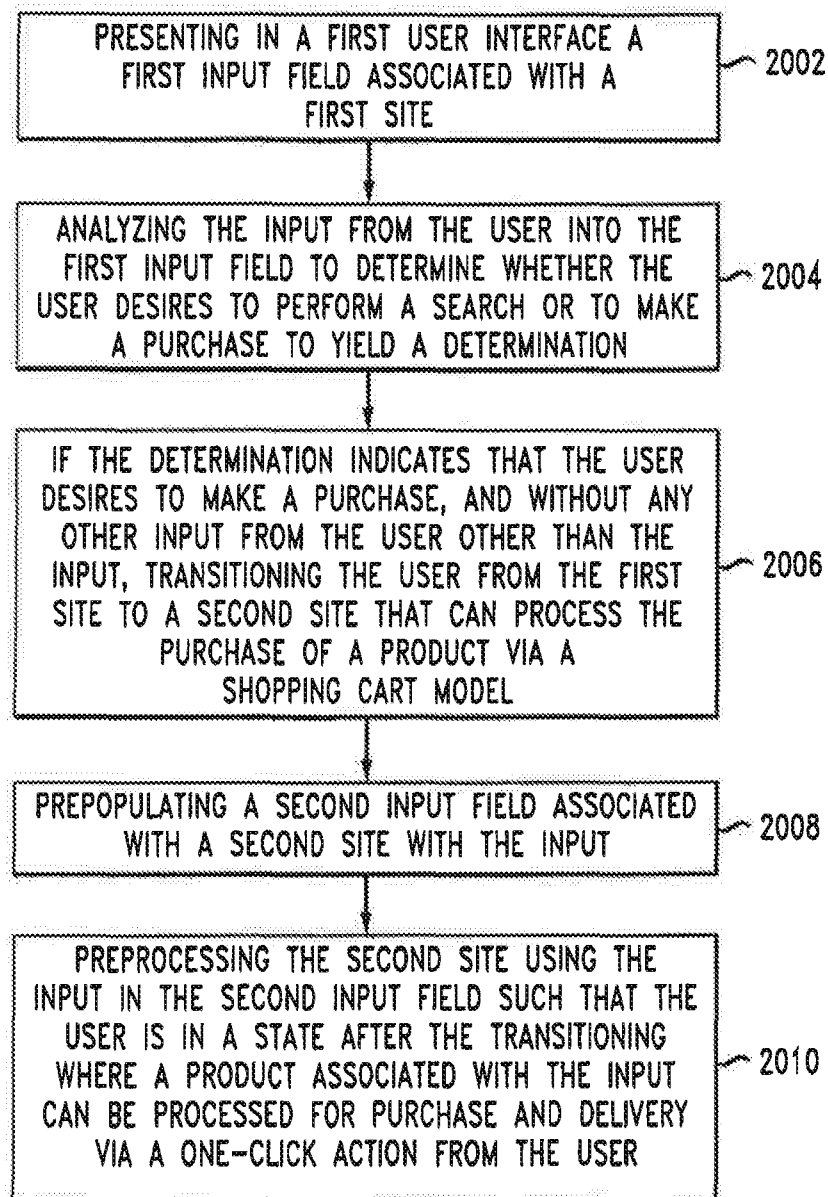 PRESENTING IN A FIRST USER INTERFACE A
FIRST INPUT FIELD ASSOCIATED WITH A
FIRST SITE
2002
ANALYZING THE INPUT FROM THE USER INTO THE
FIRST INPUT FIELD TO DETERMINE WHETHER THE
USER DESIRES TO PERFORM A SEARCH OR TO MAKE
A PURCHASE TO YIELD A DETERMINATION
2004
IF THE DETERMINATION INDICATES THAT THE USER
DESIRES TO MAKE A PURCHASE, AND WITHOUT ANY
OTHER INPUT FROM THE USER OTHER THAN THE
INPUT, TRANSITIONING THE USER FROM THE FIRST
SITE TO A SECOND SITE THAT CAN PROCESS THE
PURCHASE OF A PRODUCT VIA A
SHOPPING CART MODEL
2006
PREPOPULATING A SECOND INPUT FIELD ASSOCIATED
WITH A SECOND SITE WITH THE INPUT
2008
PREPROCESSING THE SECOND SITE USING THE
INPUT IN THE SECOND INPUT FIELD SUCH THAT THE
USER IS IN A STATE AFTER THE TRANSITIONING
WHERE A PRODUCT ASSOCIATED WITH THE INPUT
CAN BE PROCESSED FOR PURCHASE AND DELIVERY
VIA A ONE-CLICK ACTION FROM THE USER
2010